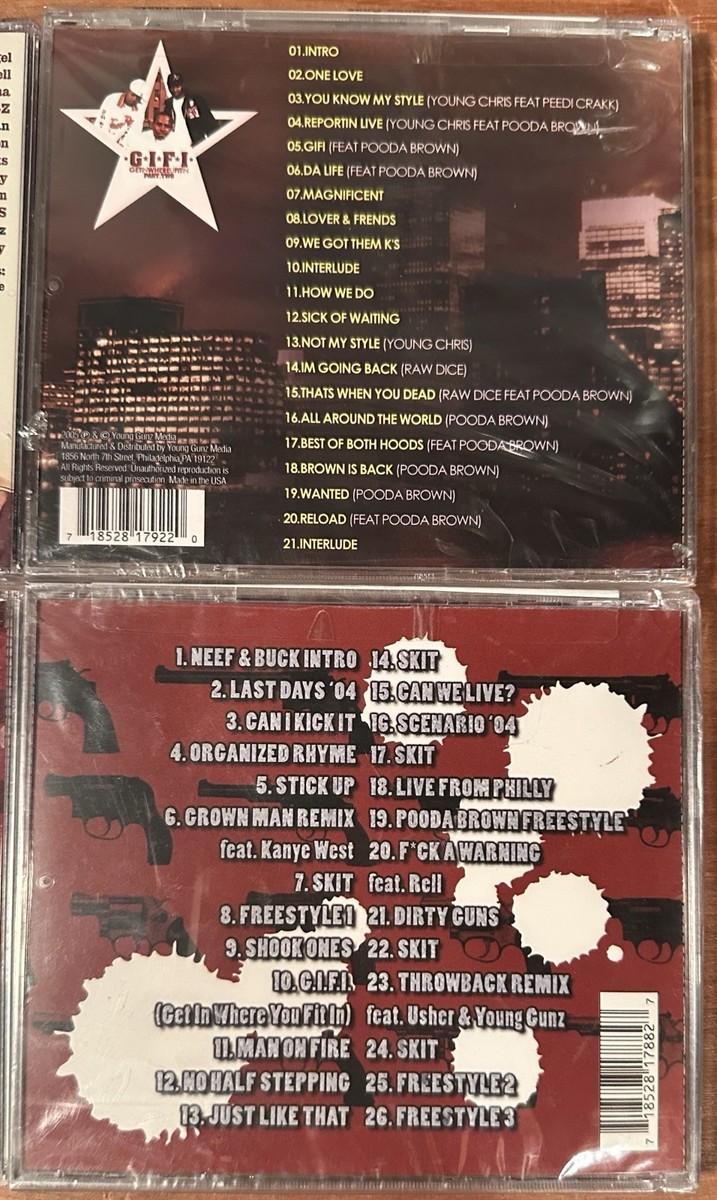 el
ell
na
-Z
n
on
ts
y
m
S
z
y
s:
e
G·I·F·I·
GETINWHEREUFITIN
PART TWO
01.INTRO
02.ONE LOVE
03.YOU KNOW MY STYLE (YOUNG CHRIS FEAT PEEDI CRAKK)
04.REPORTIN LIVE (YOUNG CHRIS FEAT POODA BROWN)
05.GIFI (FEAT POODA BROWN)
06.DA LIFE (FEAT POODA BROWN)
07.MAGNIFICENT
08.LOVER & FRENDS
09.WE GOT THEM K'S
10.INTERLUDE
11.HOW WE DO
12.SICK OF WAITING
13.NOT MY STYLE (YOUNG CHRIS)
14.IM GOING BACK (RAW DICE)
15.THATS WHEN YOU DEAD (RAW DICE FEAT POODA BROWN)
16.ALL AROUND THE WORLD (POODA BROWN)
17.BEST OF BOTH HOODS (FEAT POODA BROWN)
18.BROWN IS BACK (POODA BROWN)
19.WANTED (POODA BROWN)
20.RELOAD (FEAT POODA BROWN)
21.INTERLUDE
2005 ℗ & © Young Gunz Media
Manufactured & Distributed by Young Gunz Media
1856 North 7th Street, Philadelphia,PA 19122
All Rights Reserved. Unauthorized reproduction is
subject to criminal prosecution. Made in the USA
7 18528 17922 0
1. NEEF & BUCK INTRO
2. LAST DAYS '04
3. CAN I KICK IT
4. ORGANIZED RHYME
5. STICK UP
6. GROWN MAN REMIX
feat. Kanye West
7. SKIT
8. FREESTYLE 1
9. SHOOK ONES
10. G.I.F.I.
(Get In Where You Fit In)
11. MAN ON FIRE
12. NO HALF STEPPING
13. JUST LIKE THAT
14. SKIT
15. CAN WE LIVE?
16. SCENARIO '04
17. SKIT
18. LIVE FROM PHILLY
19. POODA BROWN FREESTYLE
20. F*CK A WARNING
feat. Rell
21. DIRTY GUNS
22. SKIT
23. THROWBACK REMIX
feat. Usher & Young Gunz
24. SKIT
25. FREESTYLE 2
26. FREESTYLE 3
7 18528 17882 7